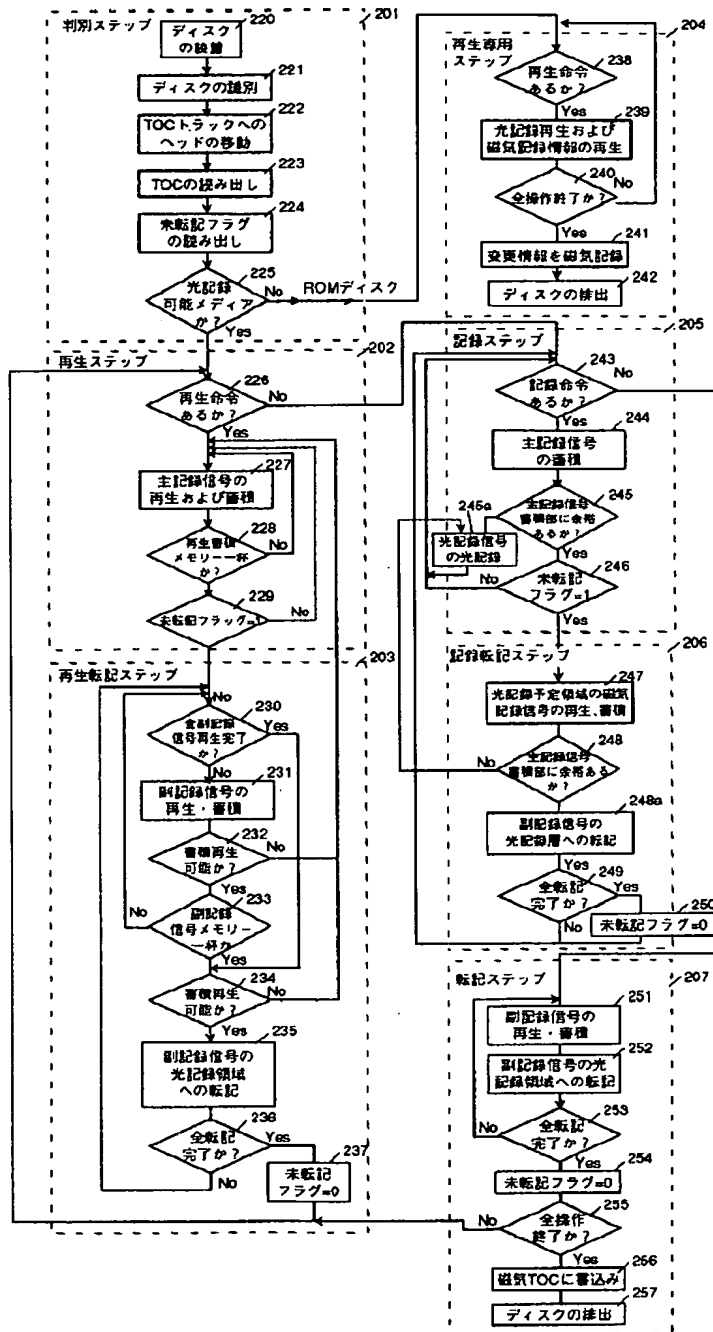 判別ステップ
201
220
ディスク
の装着
221
ディスクの識別
222
TOCトラックへの
ヘッドの移動
223
TOCの読み出し
224
未転記フラグ
の読み出し
225
光記録
可能メディア
か?
No
ROMディスク
Yes
再生ステップ
202
226
再生命令
あるか?
No
Yes
227
主記録信号の
再生および蓄積
228
再生蓄積
メモリー一杯
か?
No
229
未転記フラッグ=1
No
再生転記ステップ
203
No
230
全副記録
信号再生完了
か?
Yes
No
231
副記録信号の
再生・蓄積
232
蓄積再生
可能か?
No
Yes
233
副記録
信号メモリー
一杯か
No
Yes
234
蓄積再生
可能か?
No
Yes
235
副記録信号の
光記録領域
への転記
236
全転記
完了か?
Yes
No
237
未転記
フラグ=0
204
再生専用
ステップ
238
再生命令
あるか?
Yes
239
光記録再生および
磁気記録情報の再生
240
全操作終了か?
No
Yes
241
変更情報を磁気記録
242
ディスクの排出
205
記録ステップ
243
記録命令
あるか?
No
Yes
244
主記録信号
の蓄積
245
主記録信号
蓄積部に余裕
あるか?
245a
光記録信号
の光記録
Yes
246
未転記
フラグ=1
No
Yes
206
記録転記ステップ
247
光記録予定領域の磁気
記録信号の再生、蓄積
248
主記録信号
蓄積部に余裕ある
か?
No
248a
副記録信号の
光記録層への転記
Yes
249
全転記
完了か?
Yes
No
250
未転記フラグ=0
転記ステップ
207
251
副記録信号の
再生・蓄積
252
副記録信号の光
記録領域への転記
253
全転記
完了か?
No
Yes
254
未転記フラグ=0
255
全操作
終了か?
No
Yes
256
磁気TOCに書込み
257
ディスクの排出